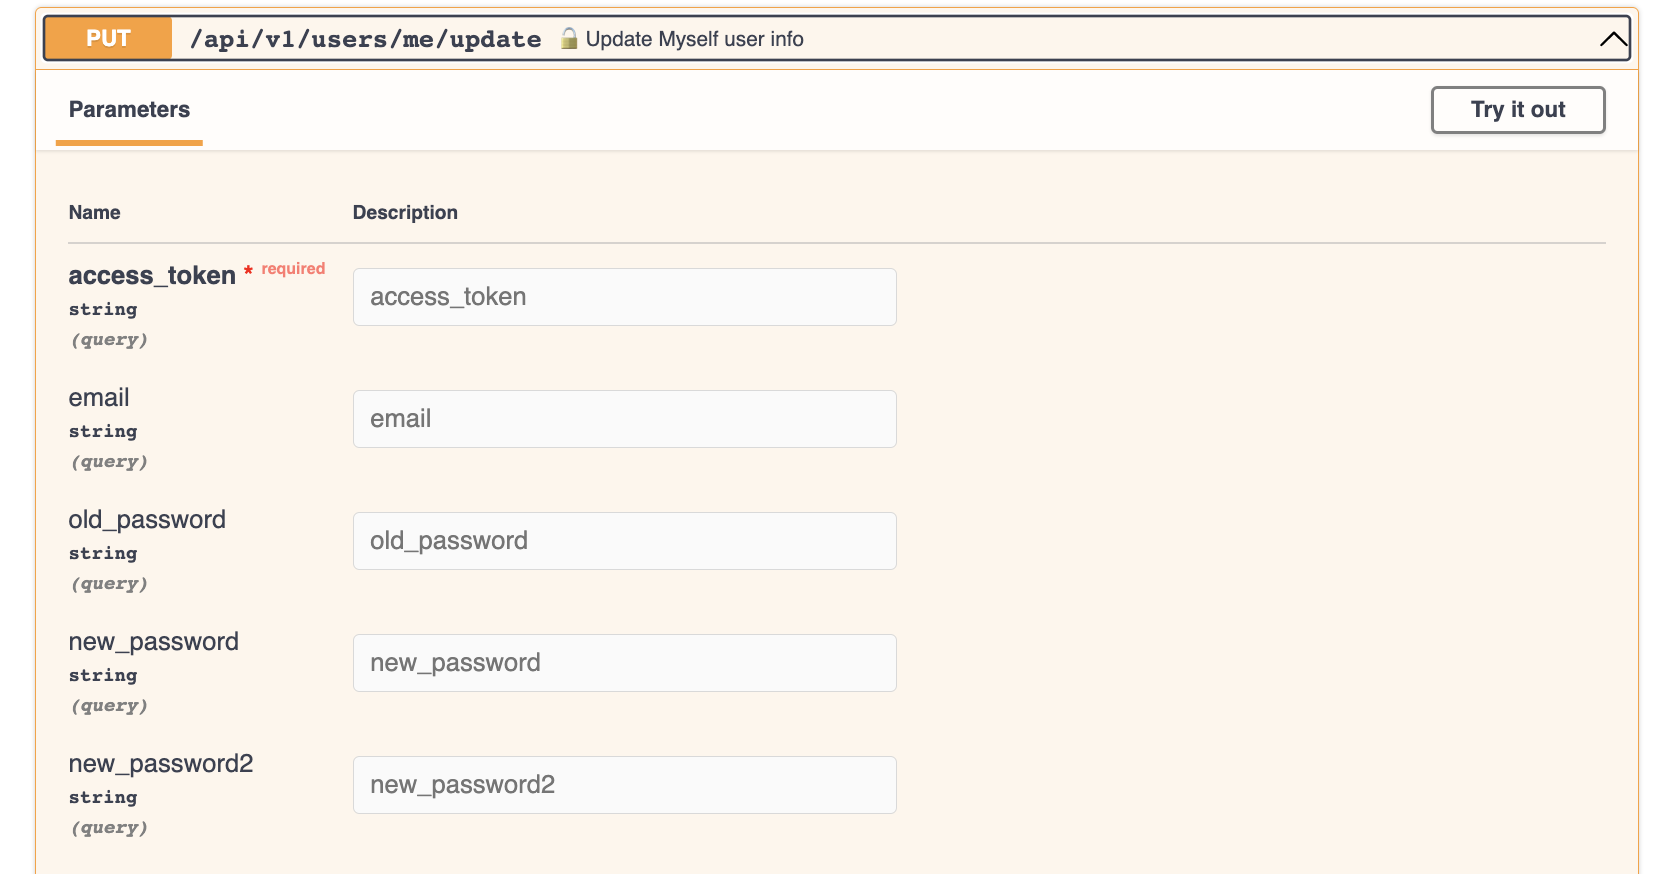 PUT /api/v1/users/me/update 🔒 Update Myself user info
Parameters
Try it out
Name Description
access_token * required
string
(query)
access_token
email
string
(query)
email
old_password
string
(query)
old_password
new_password
string
(query)
new_password
new_password2
string
(query)
new_password2